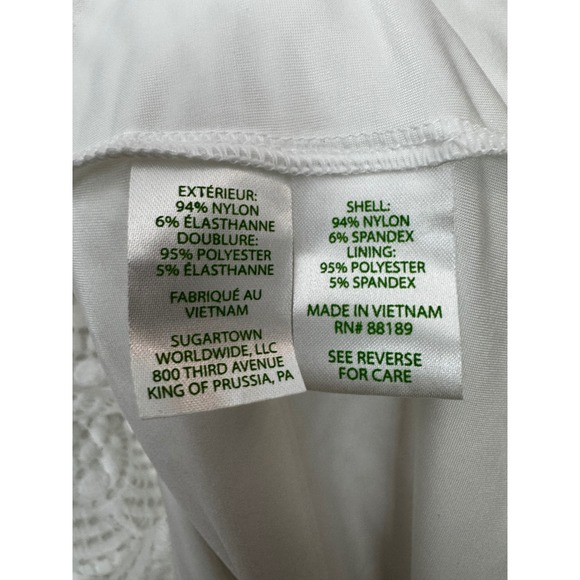 EXTÉRIEUR:
94% NYLON
6% ÉLASTHANNE
DOUBLURE:
95% POLYESTER
5% ÉLASTHANNE
FABRIQUÉ AU
VIETNAM
SUGARTOWN
WORLDWIDE, LLC
800 THIRD AVENUE
KING OF PRUSSIA, PA
SHELL:
94% NYLON
6% SPANDEX
LINING:
95% POLYESTER
5% SPANDEX
MADE IN VIETNAM
RN# 88189
SEE REVERSE
FOR CARE